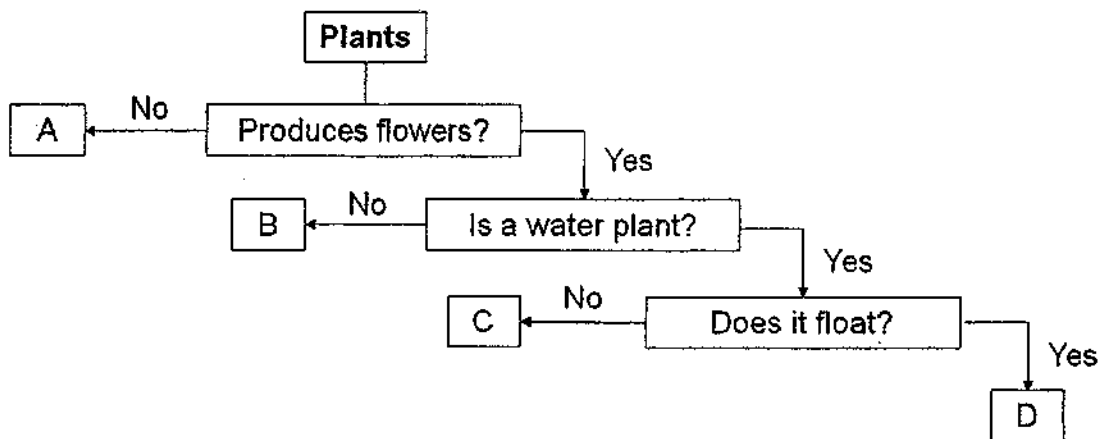 Plants
No
A
Produces flowers?
Yes
No
B
Is a water plant?
Yes
No
C
Does it float?
Yes
D